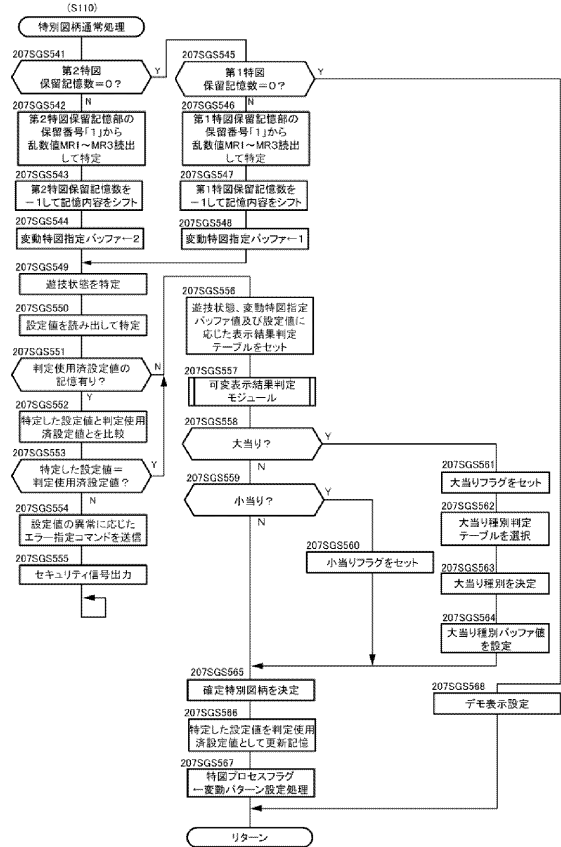 (S110)
特別図柄通常処理
207SGS541
第2特図
保留記憶数=0?
Y
N
207SGS542
第2特図保留記憶部の
保留番号「1」から
乱数値MR1～MR3読出
して特定
207SGS543
第2特図保留記憶数を
－1して記憶内容をシフト
207SGS544
変動特図指定バッファ←2
207SGS545
第1特図
保留記憶数=0?
Y
N
207SGS546
第1特図保留記憶部の
保留番号「1」から
乱数値MR1～MR3読出
して特定
207SGS547
第1特図保留記憶数を
－1して記憶内容をシフト
207SGS548
変動特図指定バッファ←1
207SGS549
遊技状態を特定
207SGS550
設定値を読み出して特定
207SGS551
判定使用済設定値の
記憶有り?
N
Y
207SGS552
特定した設定値と判定使用
済設定値とを比較
207SGS553
特定した設定値=
判定使用済設定値?
Y
N
207SGS554
設定値の異常に応じた
エラー指定コマンドを送信
207SGS555
セキュリティ信号出力
207SGS556
遊技状態、変動特図指定
バッファ値及び設定値に
応じた表示結果判定
テーブルをセット
207SGS557
可変表示結果判定
モジュール
207SGS558
大当り?
Y
N
207SGS559
小当り?
Y
N
207SGS560
小当りフラグをセット
207SGS561
大当りフラグをセット
207SGS562
大当り種別判定
テーブルを選択
207SGS563
大当り種別を決定
207SGS564
大当り種別バッファ値
を設定
207SGS565
確定特別図柄を決定
207SGS566
特定した設定値を判定使用
済設定値として更新記憶
207SGS567
特図プロセスフラグ
←変動パターン設定処理
207SGS568
デモ表示設定
リターン